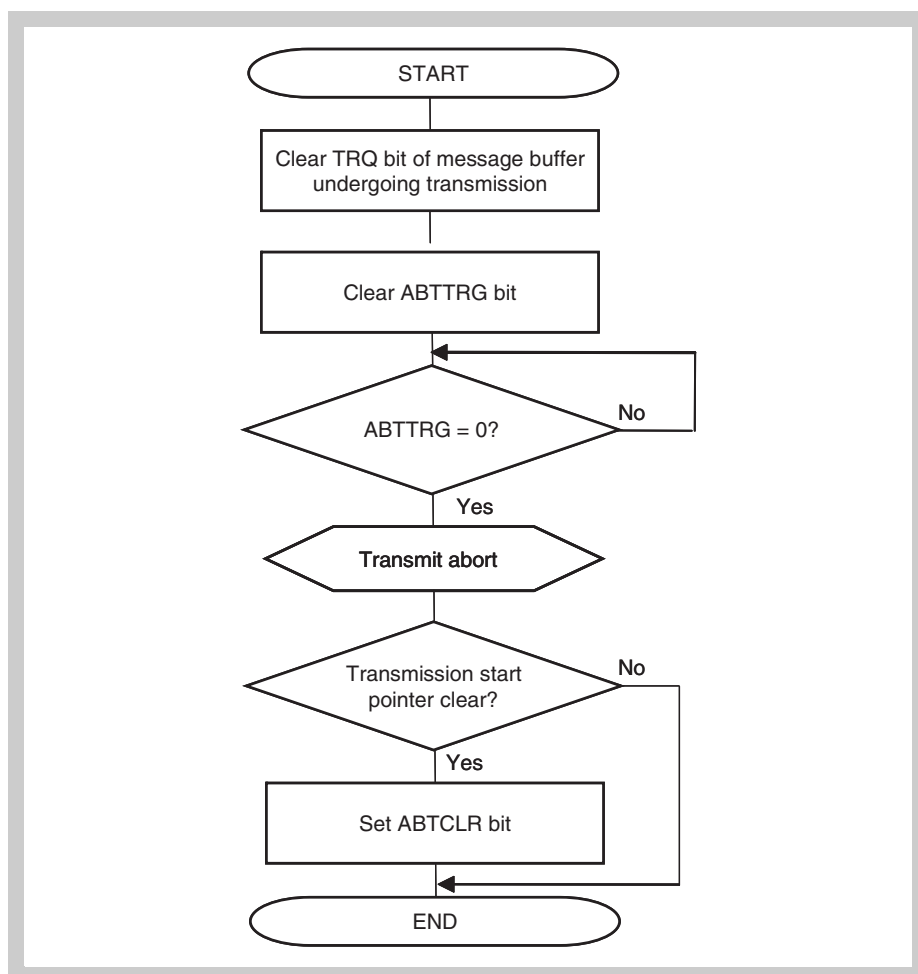 START
Clear TRQ bit of message buffer
undergoing transmission
Clear ABTTRG bit
ABTTRG = 0?
No
Yes
Transmit abort
Transmission start
pointer clear?
No
Yes
Set ABTCLR bit
END